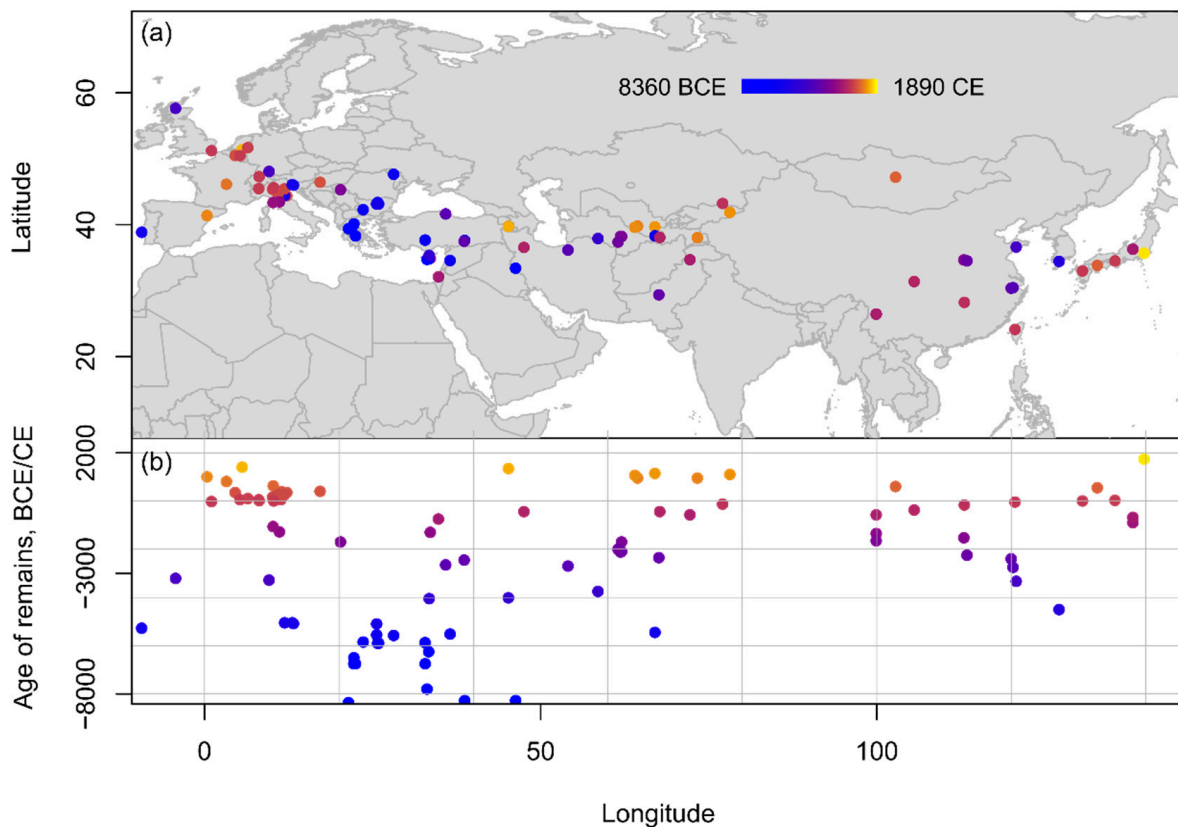 (a)
8360 BCE
1890 CE
60
40
20
Latitude
(b)
2000
−3000
−8000
Age of remains, BCE/CE
0
50
100
Longitude